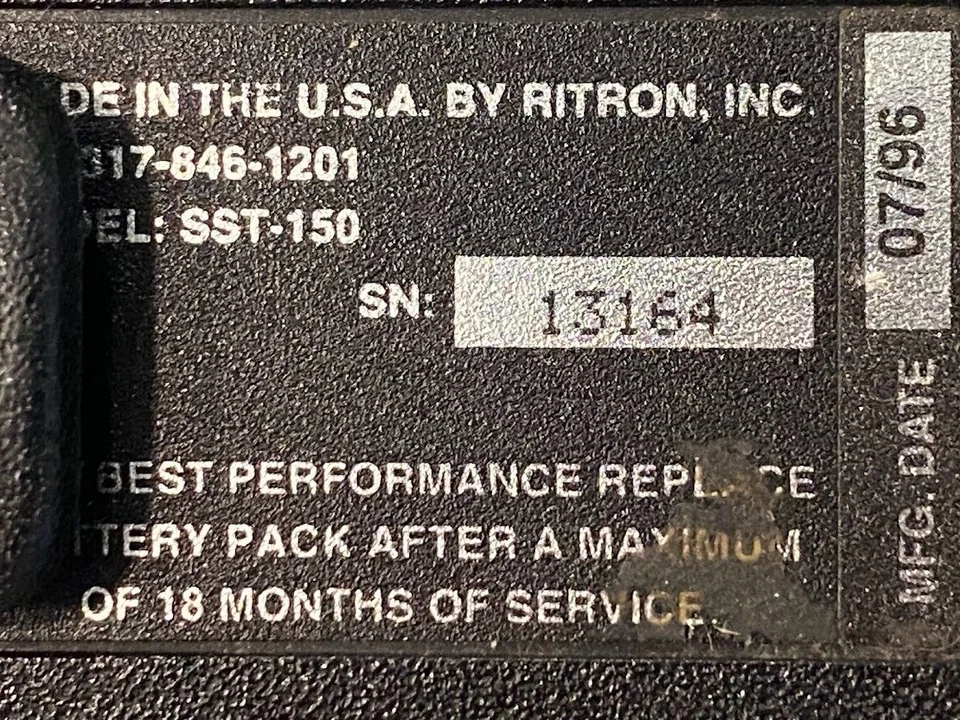 DE IN THE U.S.A. BY RITRON, INC.
317-846-1201
DEL: SST-150
SN: 13164
BEST PERFORMANCE REPLACE
TTERY PACK AFTER A MAXIMUM
OF 18 MONTHS OF SERVICE.
MFG. DATE 07/96